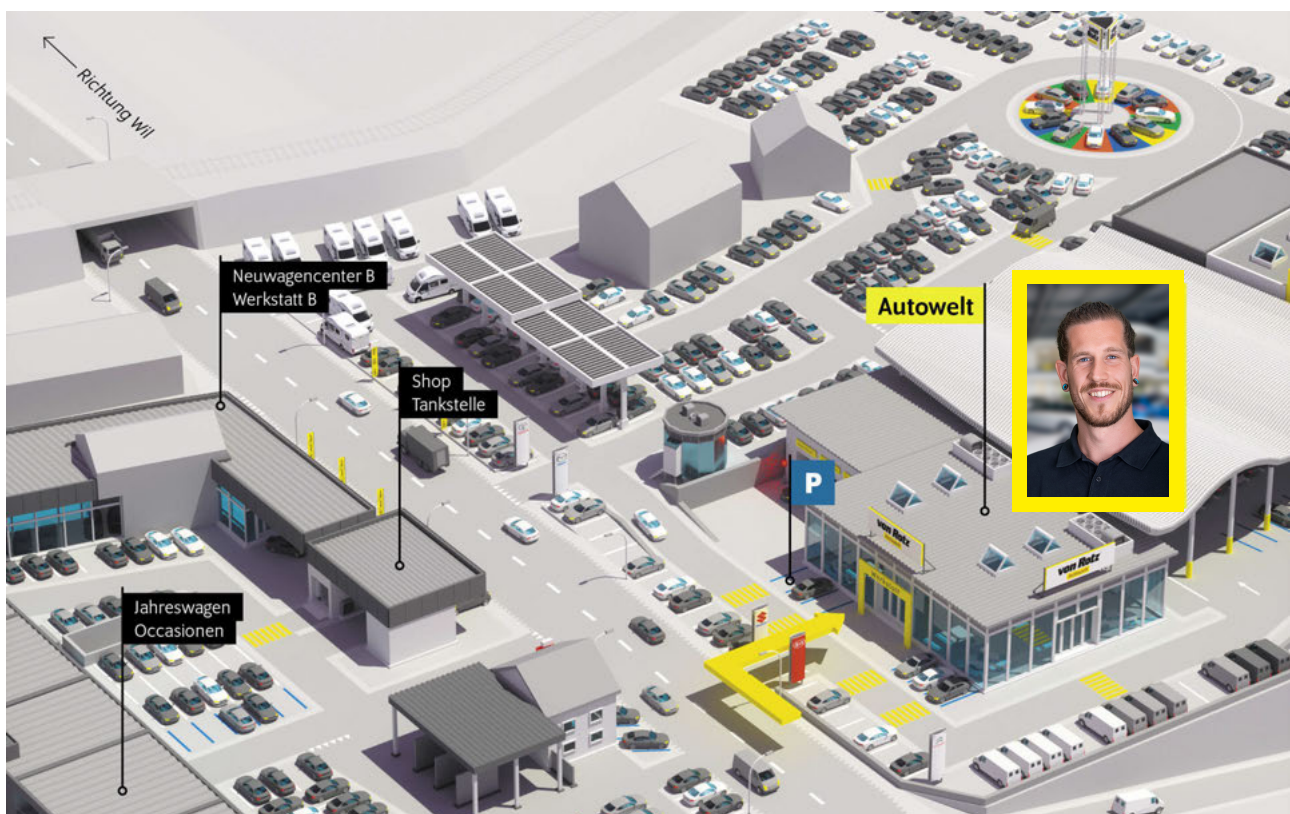 Richtung Wil
Neuwagencenter B
Werkstatt B
Shop
Tankstelle
Autowelt
P
von Rotz
von Rotz
Jahreswagen
Occasionen